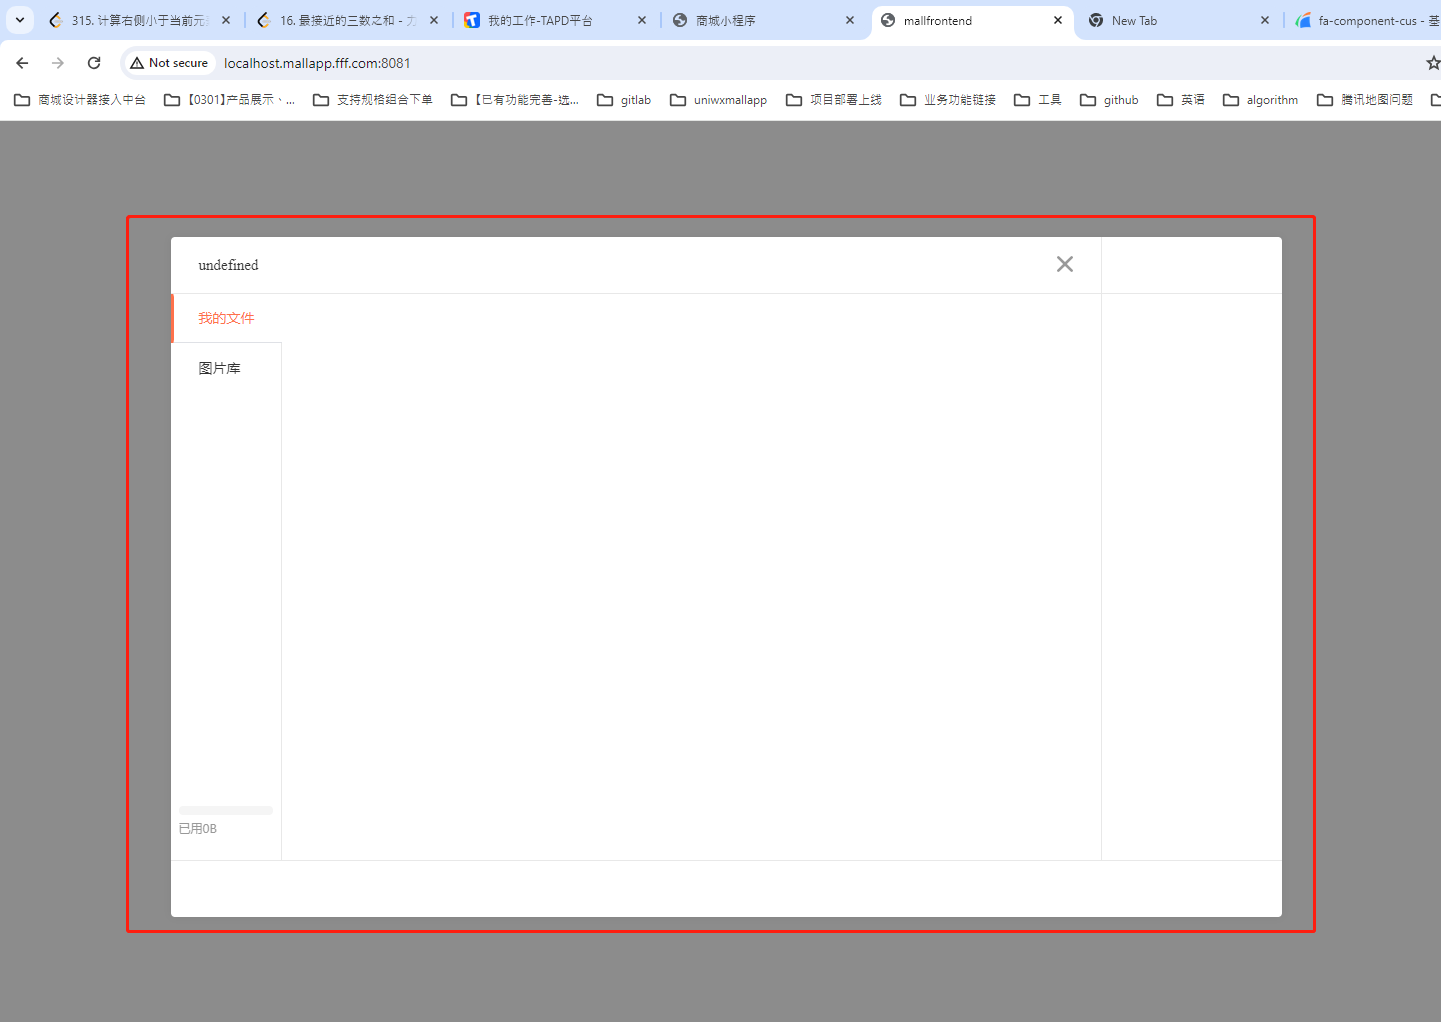 315. 计算右侧小于当前元
16. 最接近的三数之和 - 力
我的工作-TAPD平台
商城小程序
mallfrontend
New Tab
fa-component-cus - 基
Not secure
localhost.mallapp.fff.com:8081
商城设计器接入中台
【0301】产品展示、...
支持规格组合下单
【已有功能完善-选...
gitlab
uniwxmallapp
项目部署上线
业务功能链接
工具
github
英语
algorithm
腾讯地图问题
undefined
我的文件
图片库
已用0B